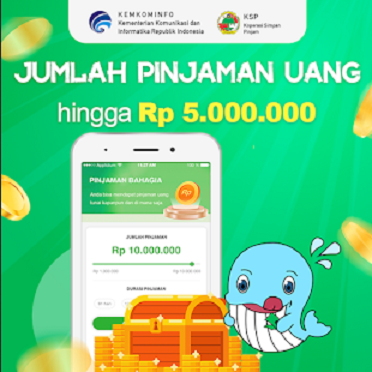 KEMKOMINFO
Kementerian Komunikasi dan
Informatika Republik Indonesia
KSP
Koperasi Simpan
Pinjam
JUMLAH PINJAMAN UANG
hingga Rp 5.000.000
PINJAMAN BAHAGIA
JUMLAH PINJAMAN
Rp 10.000.000